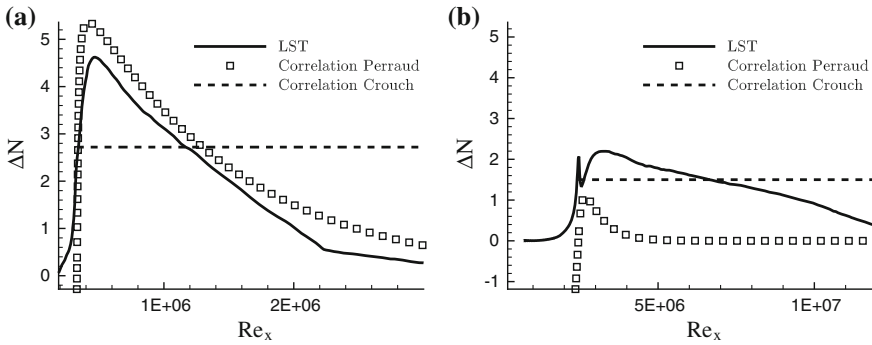 (a)
5
4
3
2
1
0
ΔN
LST
Correlation Perraud
Correlation Crouch
1E+06
2E+06
Re_x
(b)
5
4
3
2
1
0
-1
ΔN
LST
Correlation Perraud
Correlation Crouch
5E+06
1E+07
Re_x